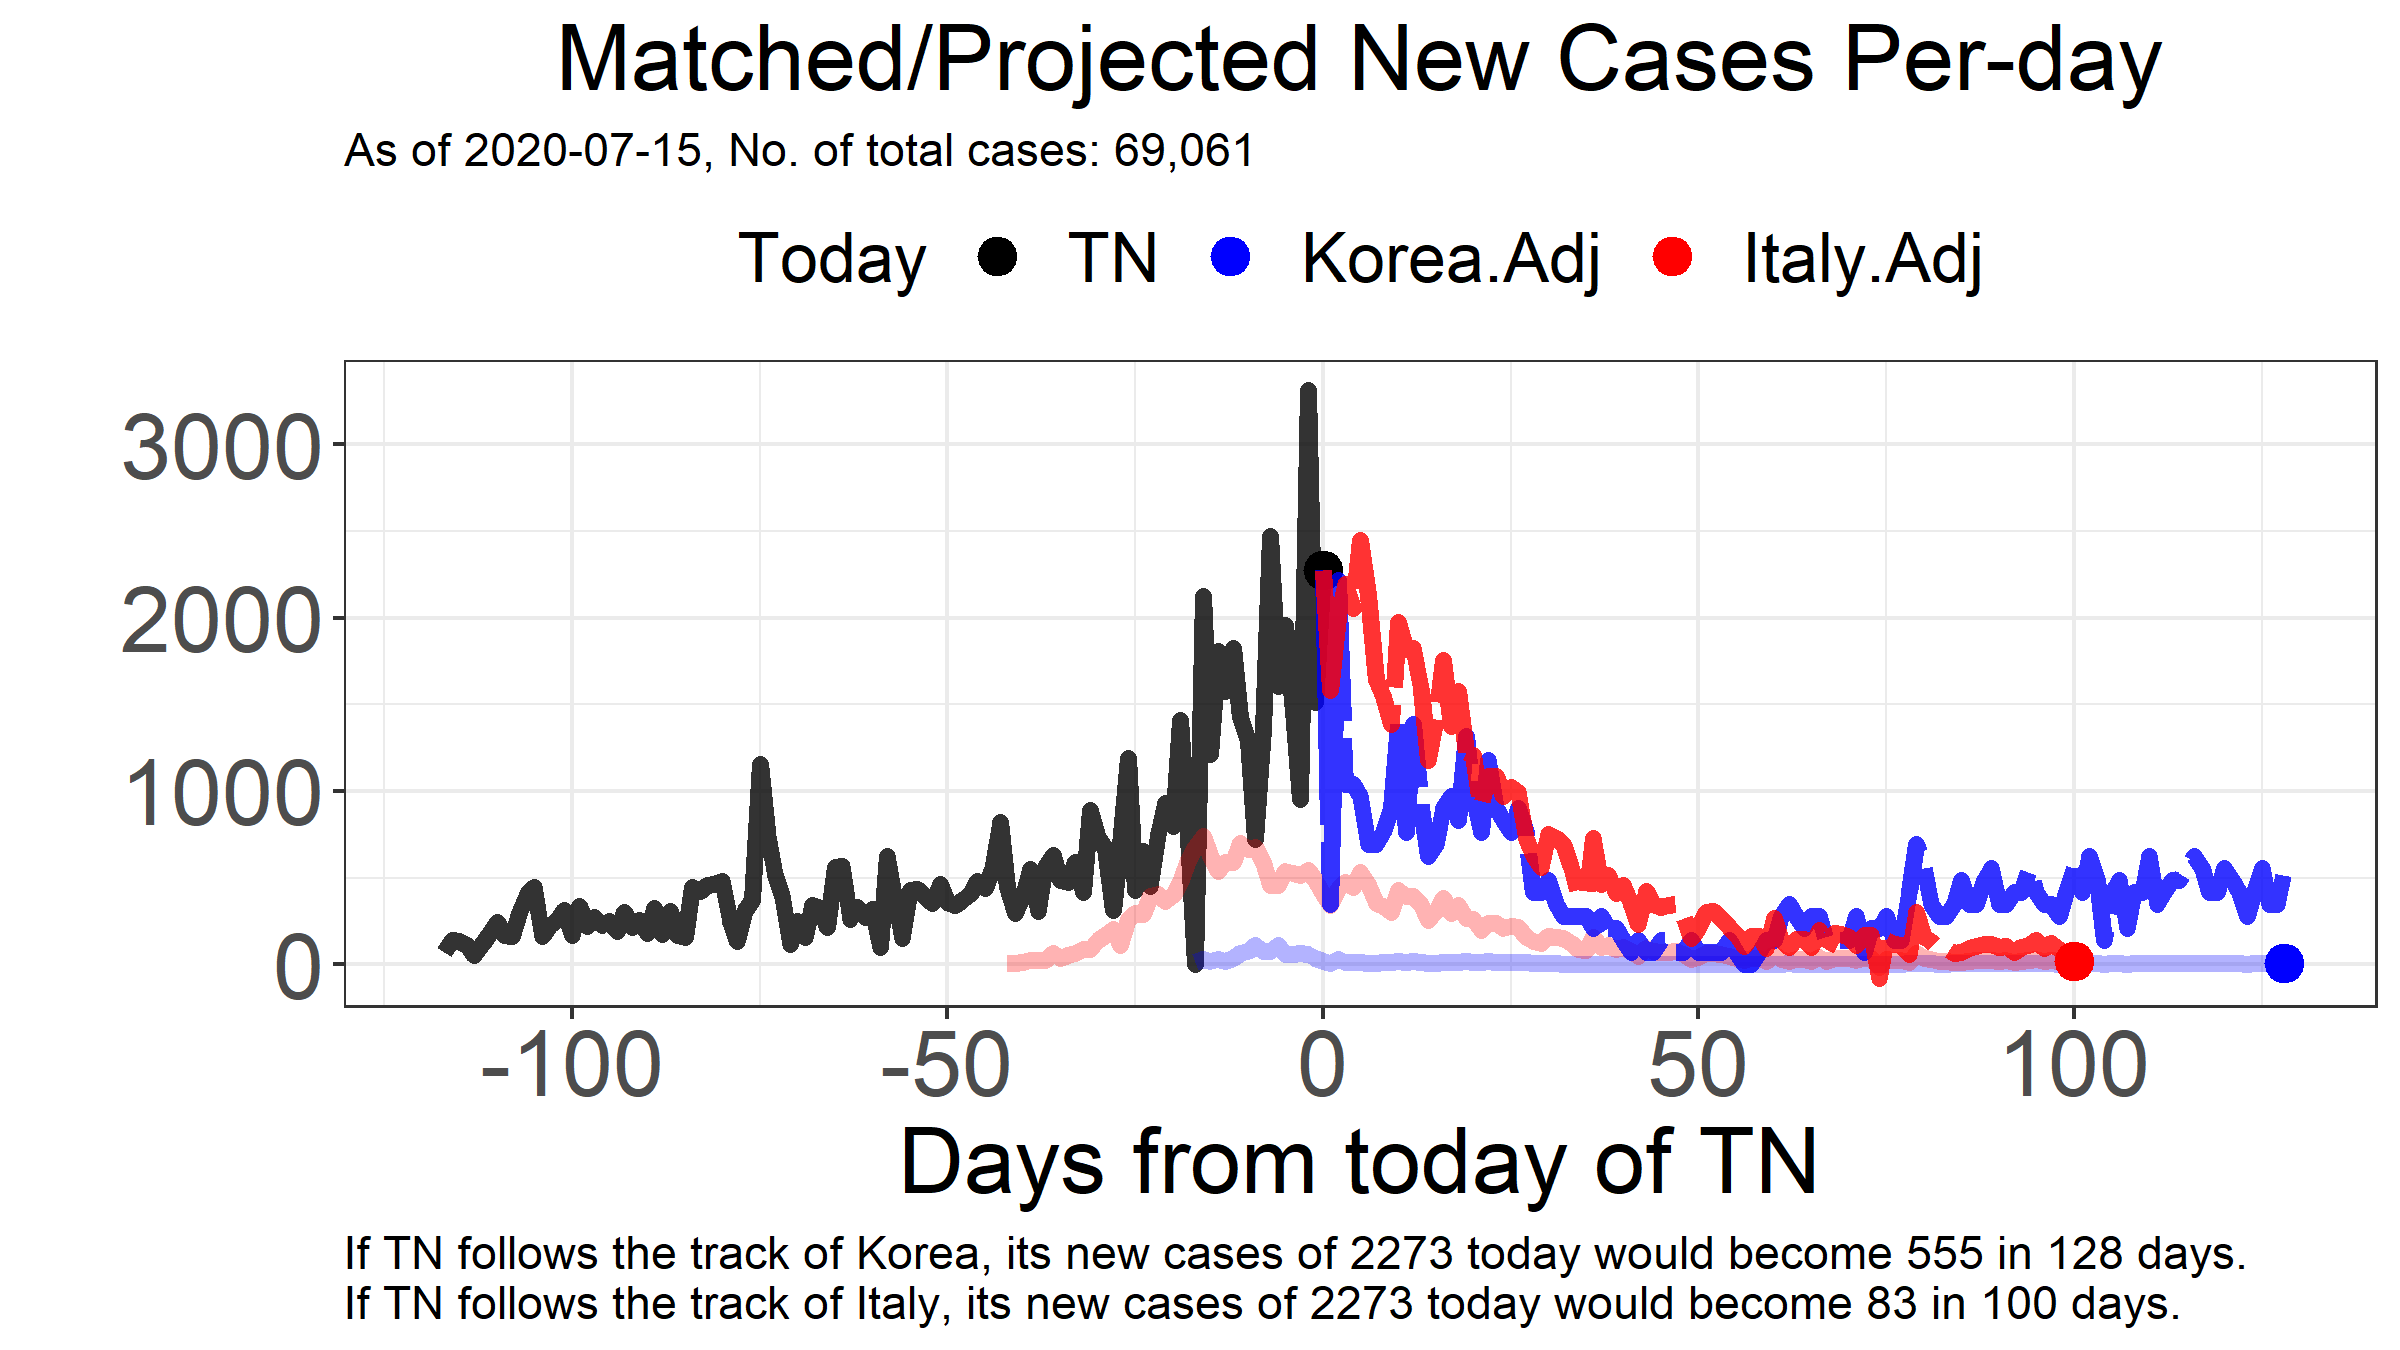 Matched/Projected New Cases Per-day
As of 2020-07-15, No. of total cases: 69,061
Today TN Korea.Adj Italy.Adj
3000
2000
1000
0
-100 -50 0 50 100
Days from today of TN
If TN follows the track of Korea, its new cases of 2273 today would become 555 in 128 days.
If TN follows the track of Italy, its new cases of 2273 today would become 83 in 100 days.